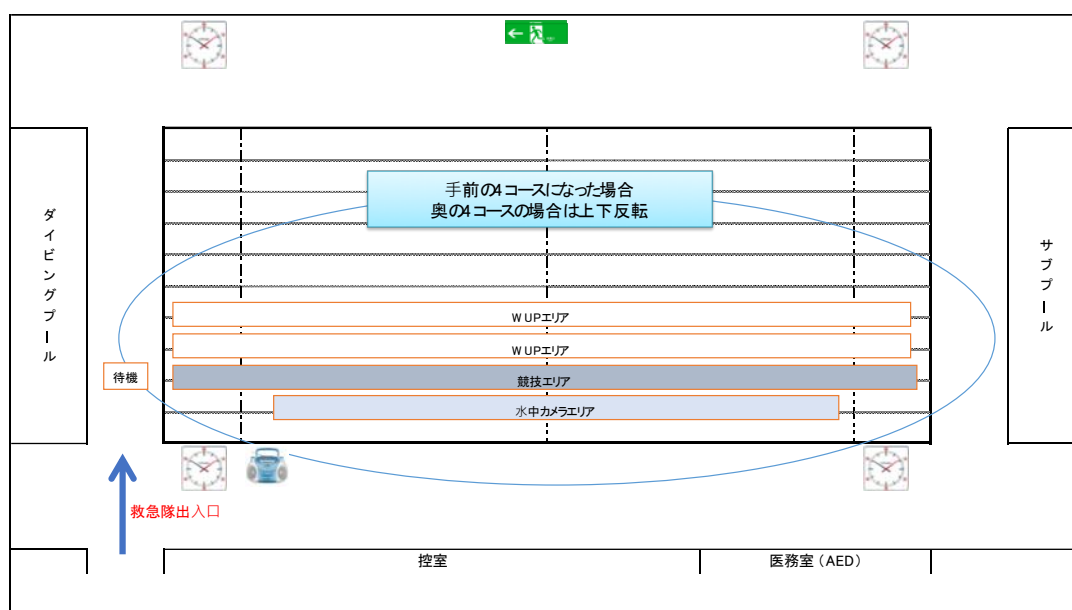 手前の4コースになった場合
奥の4コースの場合は上下反転
ダイビングプール
サブプール
WUPエリア
WUPエリア
待機
競技エリア
水中カメラエリア
救急隊出入口
控室
医務室（AED）